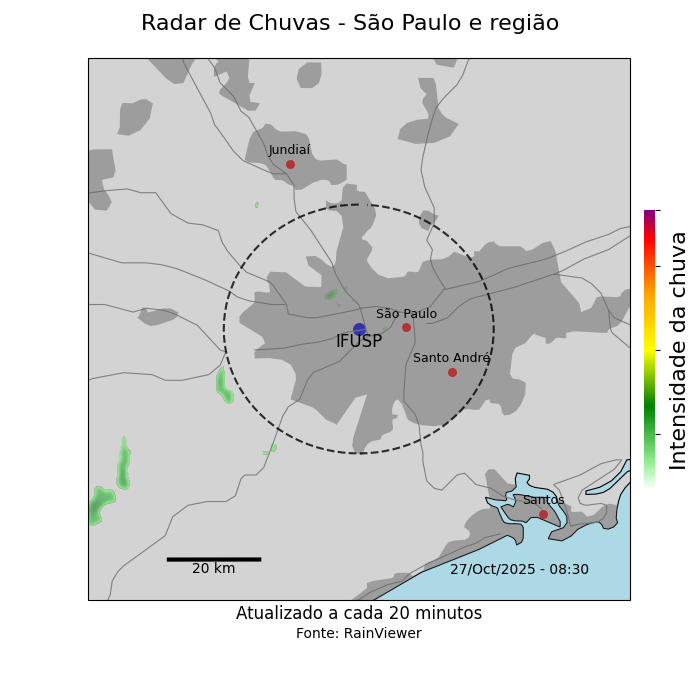 Radar de Chuvas - São Paulo e região
Jundiaí
São Paulo
IFUSP
Santo André
Santos
20 km
27/Oct/2025 - 08:30
Intensidade da chuva
Atualizado a cada 20 minutos
Fonte: RainViewer